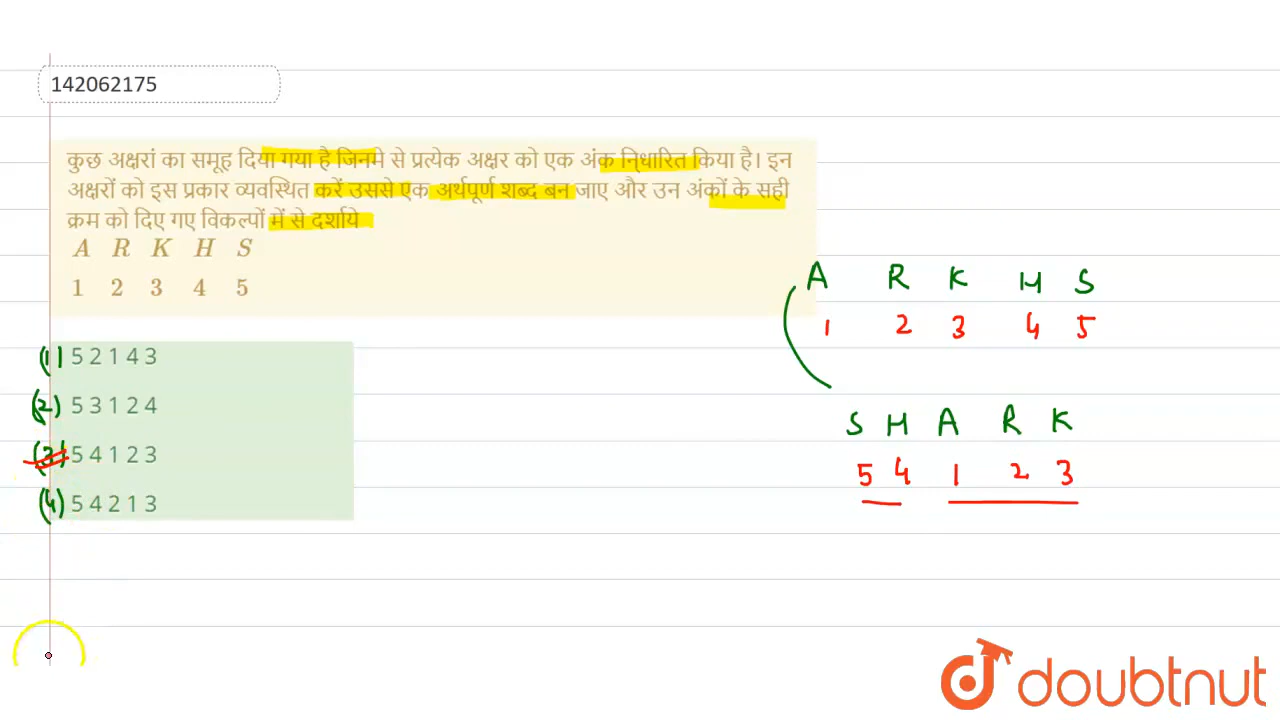 142062175
कुछ अक्षरां का समूह दिया गया है जिनमे से प्रत्येक अक्षर को एक अंक निर्धारित किया है। इन
अक्षरों को इस प्रकार व्यवस्थित करें उससे एक अर्थपूर्ण शब्द बन जाए और उन अंकों के सही
क्रम को दिए गए विकल्पों में से दर्शाये
A R K H S
1 2 3 4 5
(1) 5 2 1 4 3
(2) 5 3 1 2 4
(3) 5 4 1 2 3
(4) 5 4 2 1 3
A R K H S
1 2 3 4 5
S H A R K
5 4 1 2 3
doubtnut